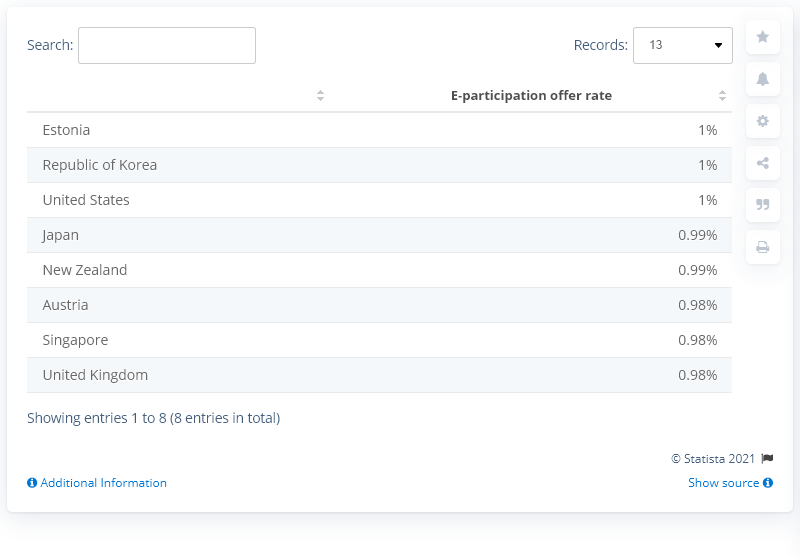 Search:
Records: 13
E-participation offer rate
Estonia 1%
Republic of Korea 1%
United States 1%
Japan 0.99%
New Zealand 0.99%
Austria 0.98%
Singapore 0.98%
United Kingdom 0.98%
Showing entries 1 to 8 (8 entries in total)
© Statista 2021
Additional Information
Show source